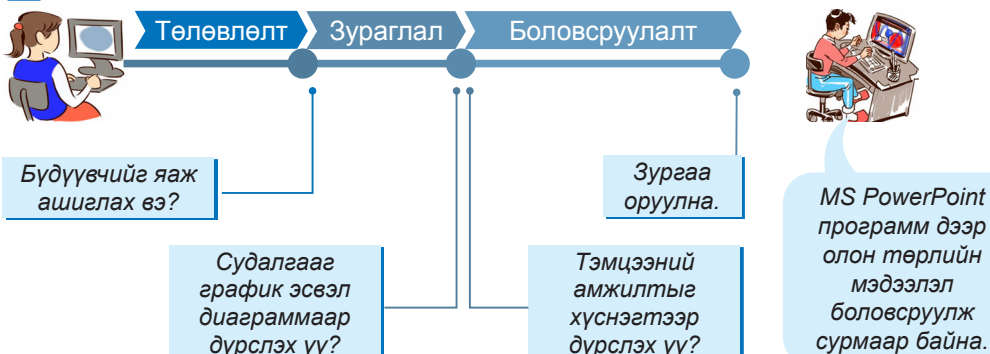 Төлөвлөлт
Зураглал
Боловсруулалт
Бүдүүвчийг яаж
ашиглах вэ?
Зургаа
оруулна.
Судалгааг
график эсвэл
диаграммаар
дүрслэх үү?
Тэмцээний
амжилтыг
хүснэгтээр
дүрслэх үү?
MS PowerPoint
программ дээр
олон төрлийн
мэдээлэл
боловсруулж
сурмаар байна.